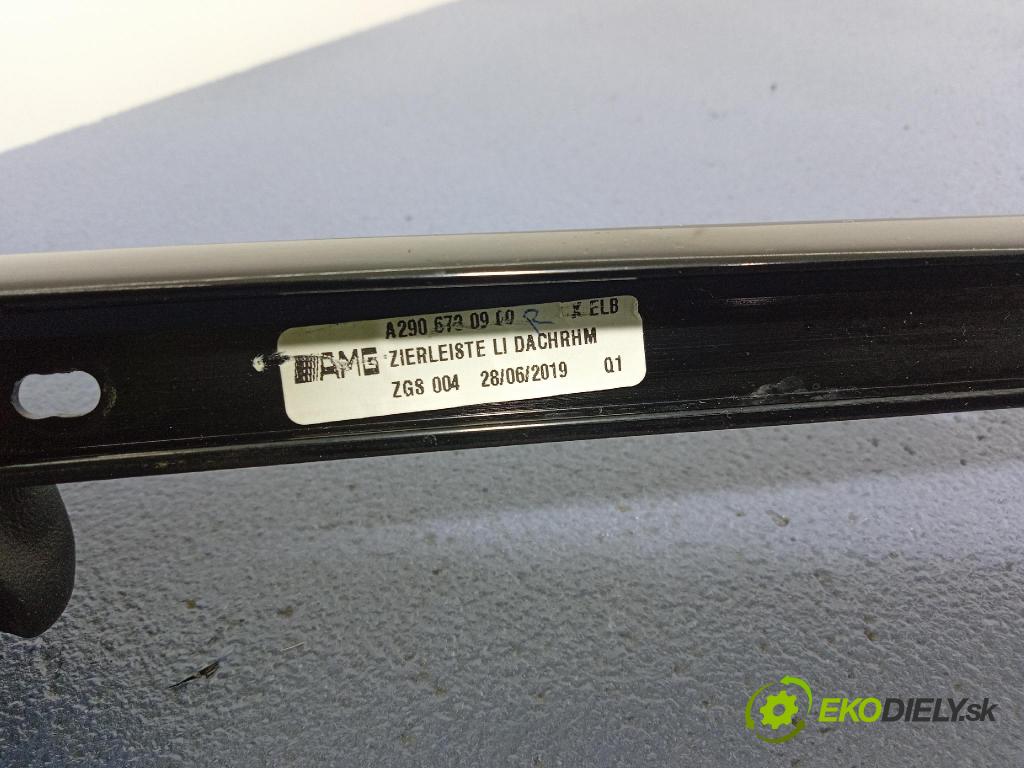 A290 673 09 00 R X ELB
AMG ZIERLEISTE LI DACHRHM
ZGS 004 28/06/2019 Q1
EKODIELY.sk